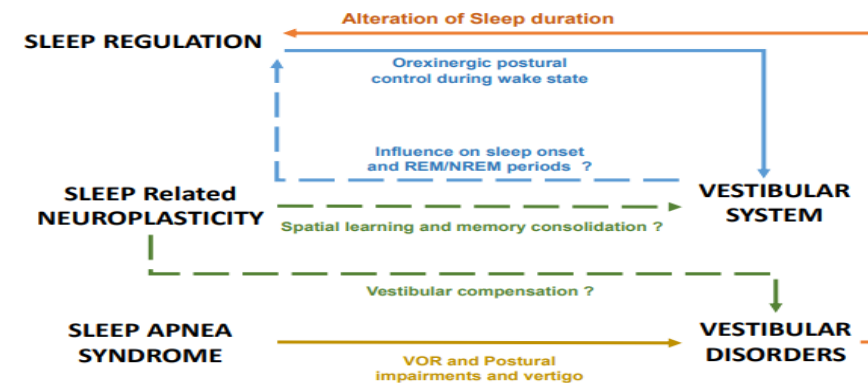 Alteration of Sleep duration
SLEEP REGULATION
Orexinergic postural
control during wake state
Influence on sleep onset
and REM/NREM periods ?
SLEEP Related
NEUROPLASTICITY
VESTIBULAR
SYSTEM
Spatial learning and memory consolidation ?
Vestibular compensation ?
SLEEP APNEA
SYNDROME
VESTIBULAR
DISORDERS
VOR and Postural
impairments and vertigo